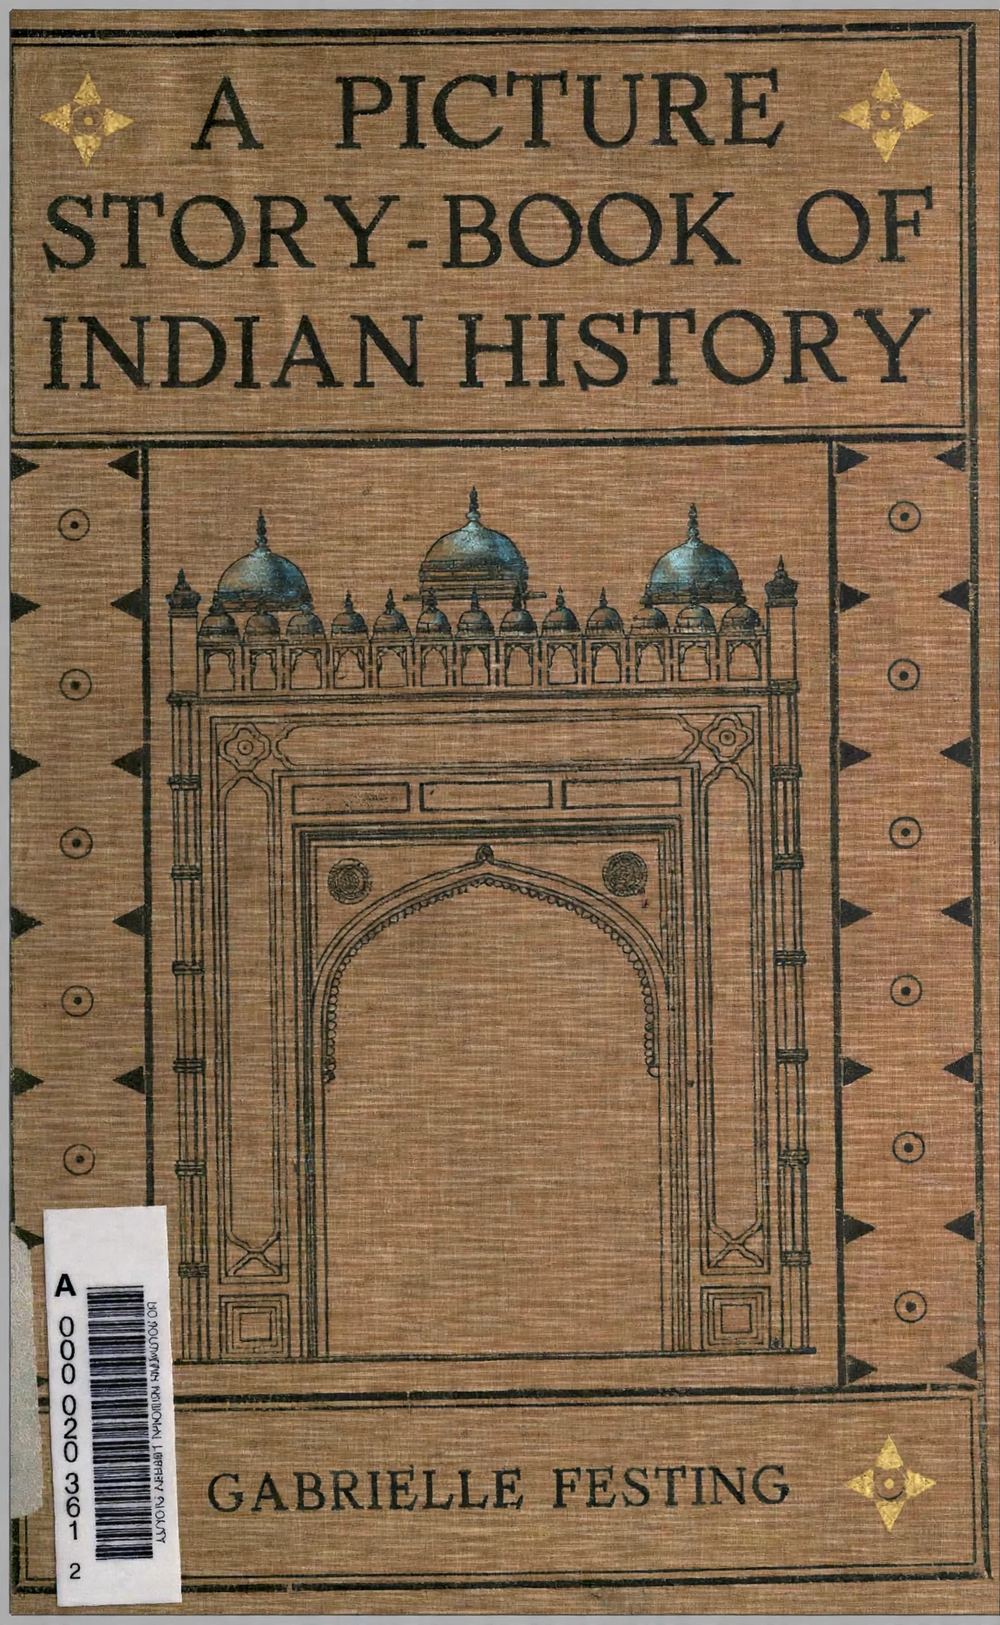 A PICTURE
STORY-BOOK OF
INDIAN HISTORY
GABRIELLE FESTING
A
000 020 361
2